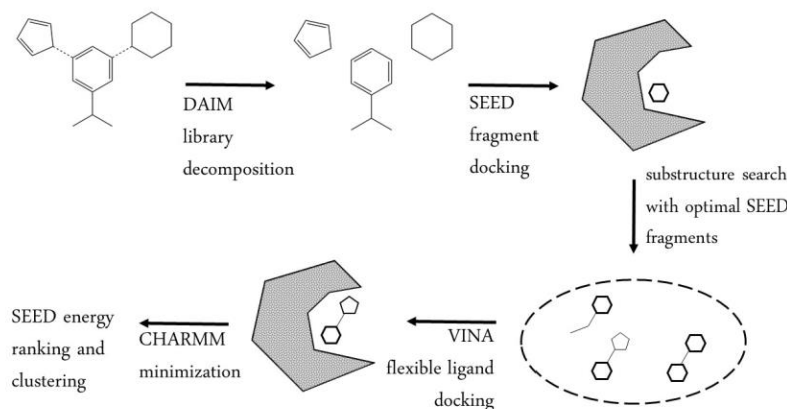 DAIM
library
decomposition
SEED
fragment
docking
substructure search
with optimal SEED
fragments
VINA
flexible ligand
docking
CHARMM
minimization
SEED energy
ranking and
clustering